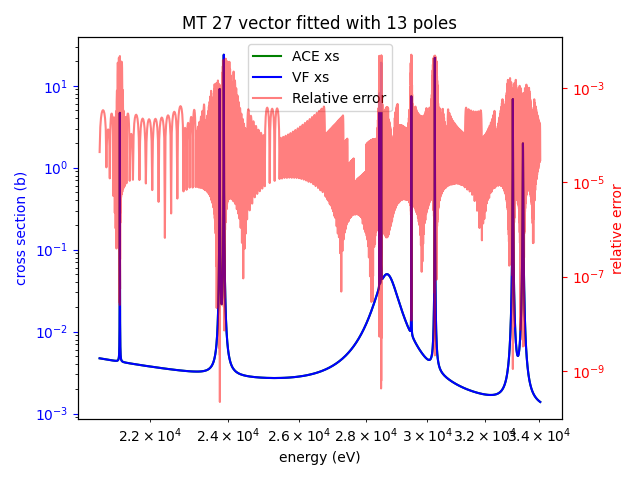 MT 27 vector fitted with 13 poles
ACE xs
VF xs
Relative error
cross section (b)
10¹
10⁰
10⁻¹
10⁻²
10⁻³
relative error
10⁻³
10⁻⁵
10⁻⁷
10⁻⁹
2.2 × 10⁴ 2.4 × 10⁴ 2.6 × 10⁴ 2.8 × 10⁴ 3 × 10⁴ 3.2 × 10⁴ 3.4 × 10⁴
energy (eV)